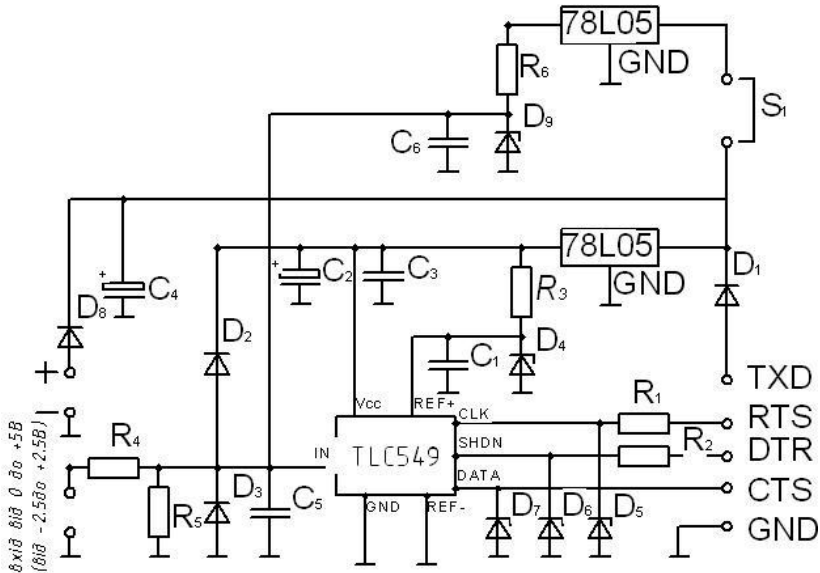 78L05
GND
R6
S1
D9
C6
78L05
GND
D1
C2
C3
R3
C4
D8
D2
C1
D4
+
+
+
−
TXD
Vcc
REF+
CLK
R1
RTS
SHDN
R2
DTR
IN
TLC549
DATA
CTS
R4
R5
D3
C5
GND
REF-
D7
D6
D5
GND
Вхід від 0 до +5В
(від -2.5до +2.5В)